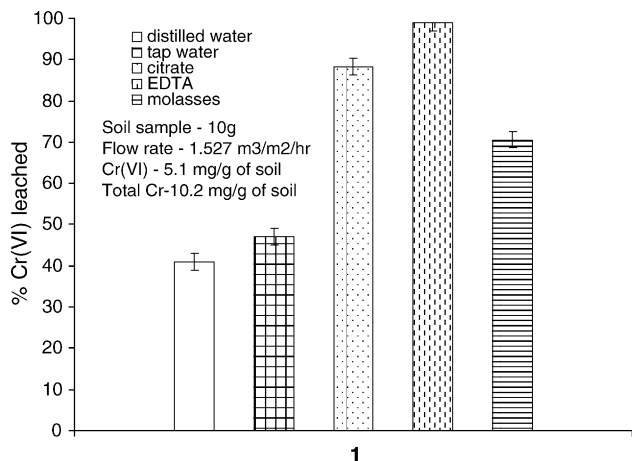 100
90
80
70
60
50
40
30
20
10
0
% Cr(VI) leached
distilled water
tap water
citrate
EDTA
molasses
Soil sample - 10g
Flow rate - 1.527 m3/m2/hr
Cr(VI) - 5.1 mg/g of soil
Total Cr-10.2 mg/g of soil
1